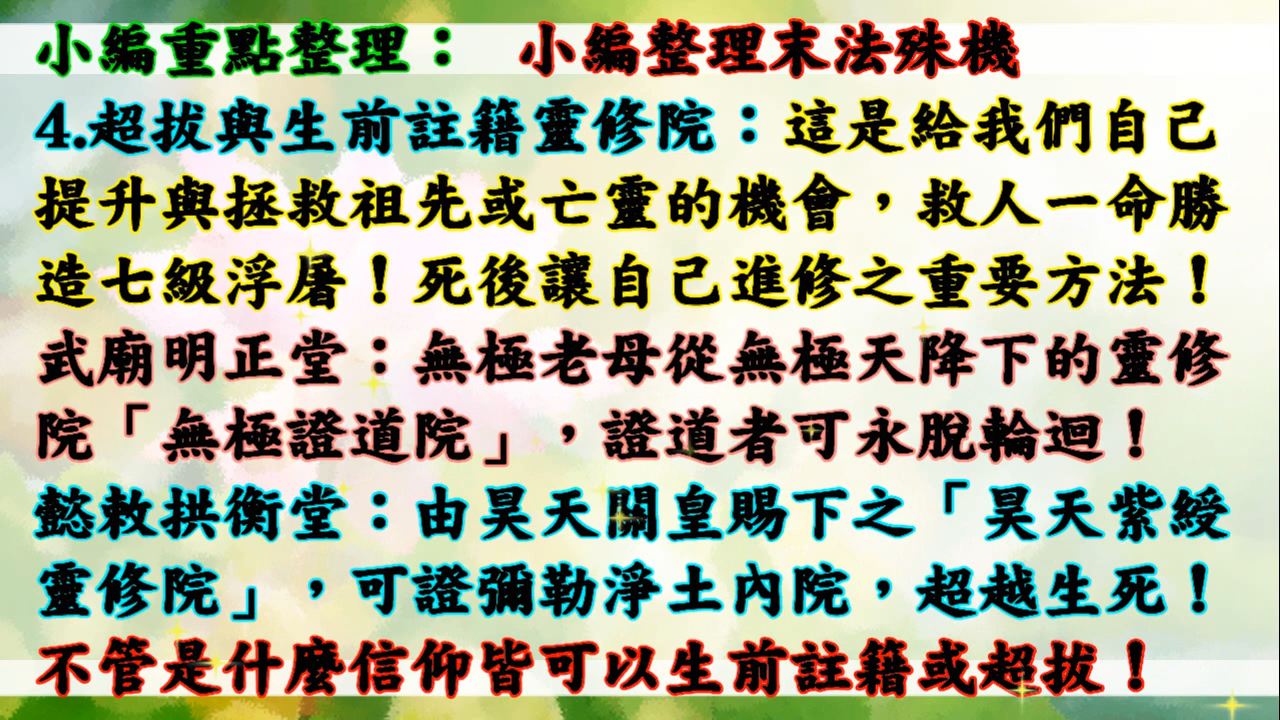 小編重點整理： 小編整理末法殊機
4.超拔與生前註籍靈修院：這是給我們自己
提升與拯救祖先或亡靈的機會，救人一命勝
造七級浮屠！死後讓自己進修之重要方法！
武廟明正堂：無極老母從無極天降下的靈修
院「無極證道院」，證道者可永脫輪迴！
懿敕拱衡堂：由昊天關皇賜下之「昊天紫綬
靈修院」，可證彌勒淨土內院，超越生死！
不管是什麼信仰皆可以生前註籍或超拔！